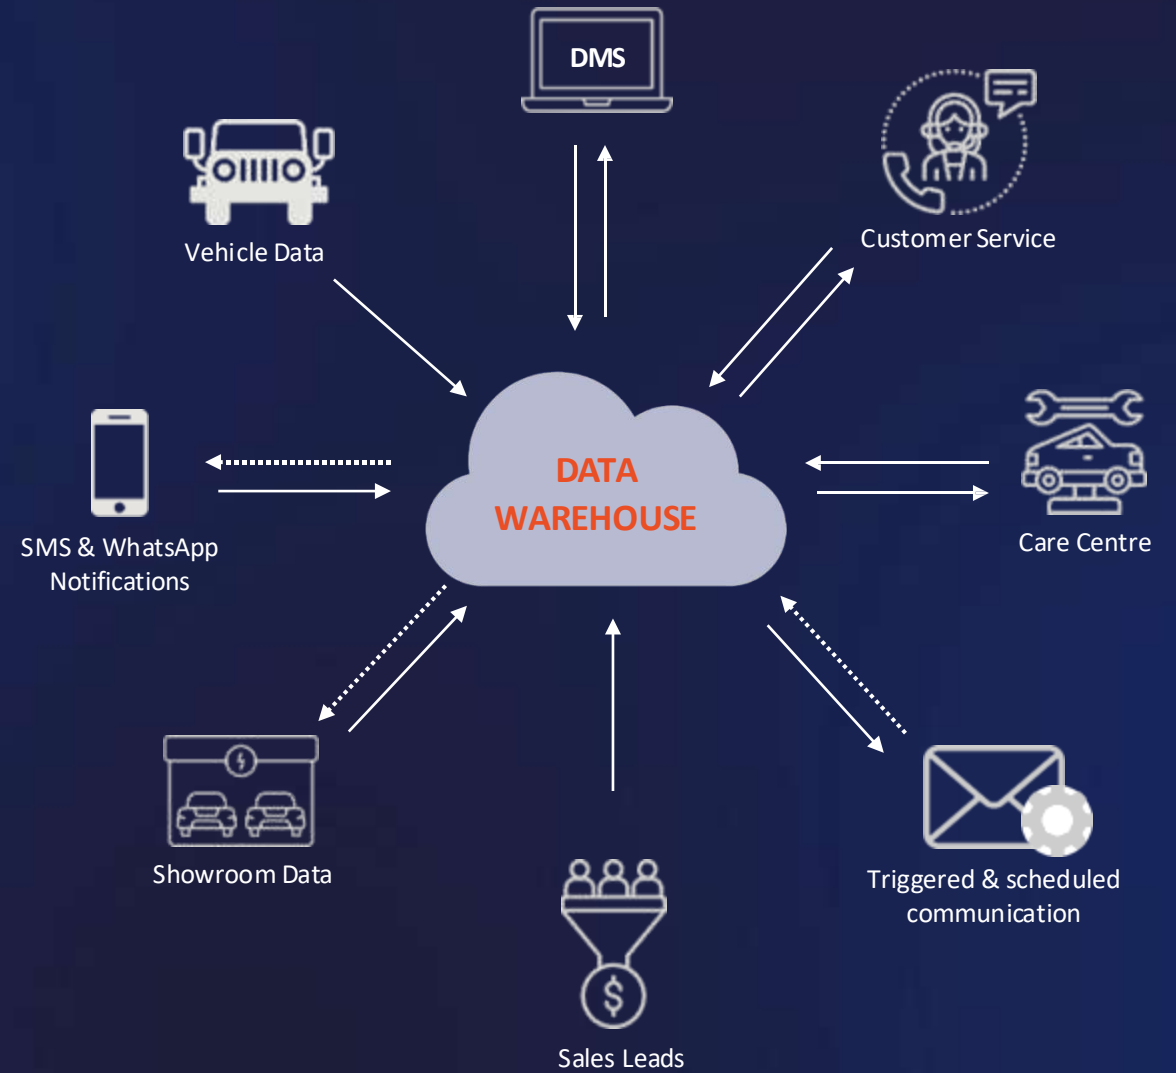 DMS
Customer Service
Vehicle Data
DATA
WAREHOUSE
SMS & WhatsApp
Notifications
Care Centre
Showroom Data
Triggered & scheduled
communication
$
Sales Leads